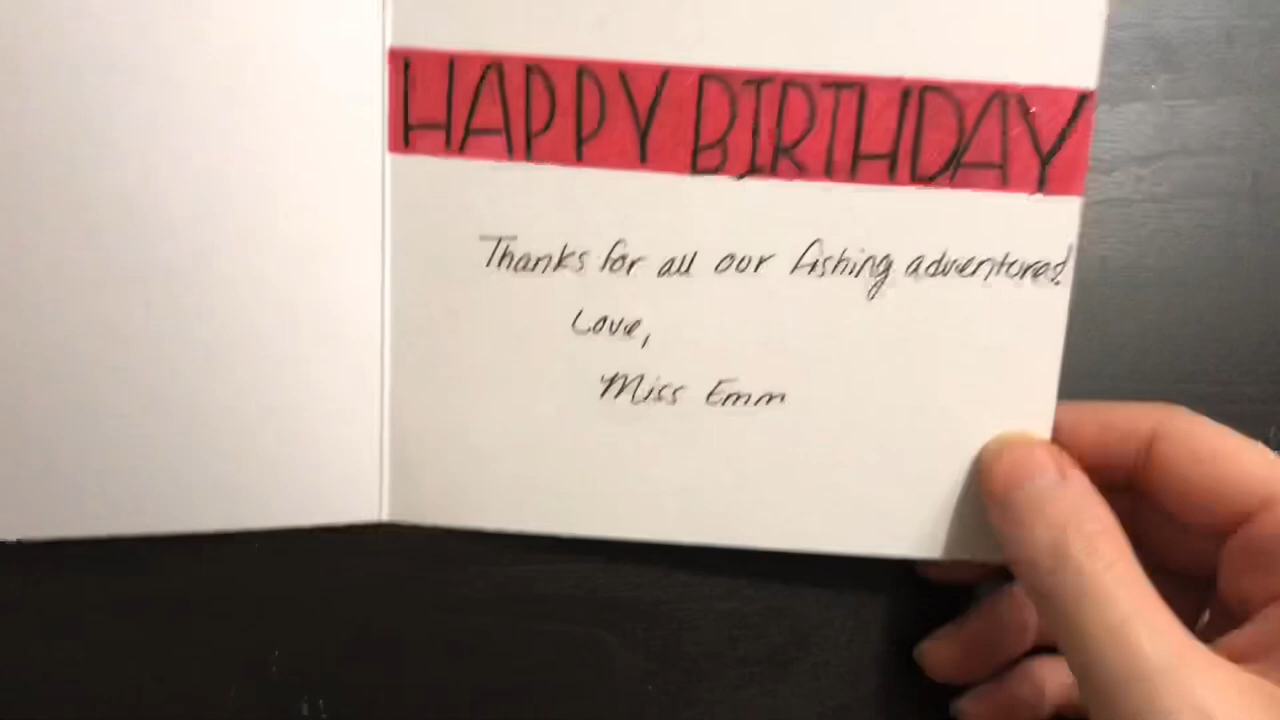 HAPPY BIRTHDAY
Thanks for all our fishing adventures!
Love,
Miss Emm